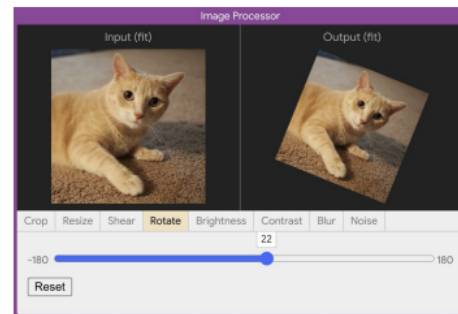 Image Processor
Input (fit) Output (fit)
Crop Resize Shear Rotate Brightness Contrast Blur Noise
22
-180 180
Reset